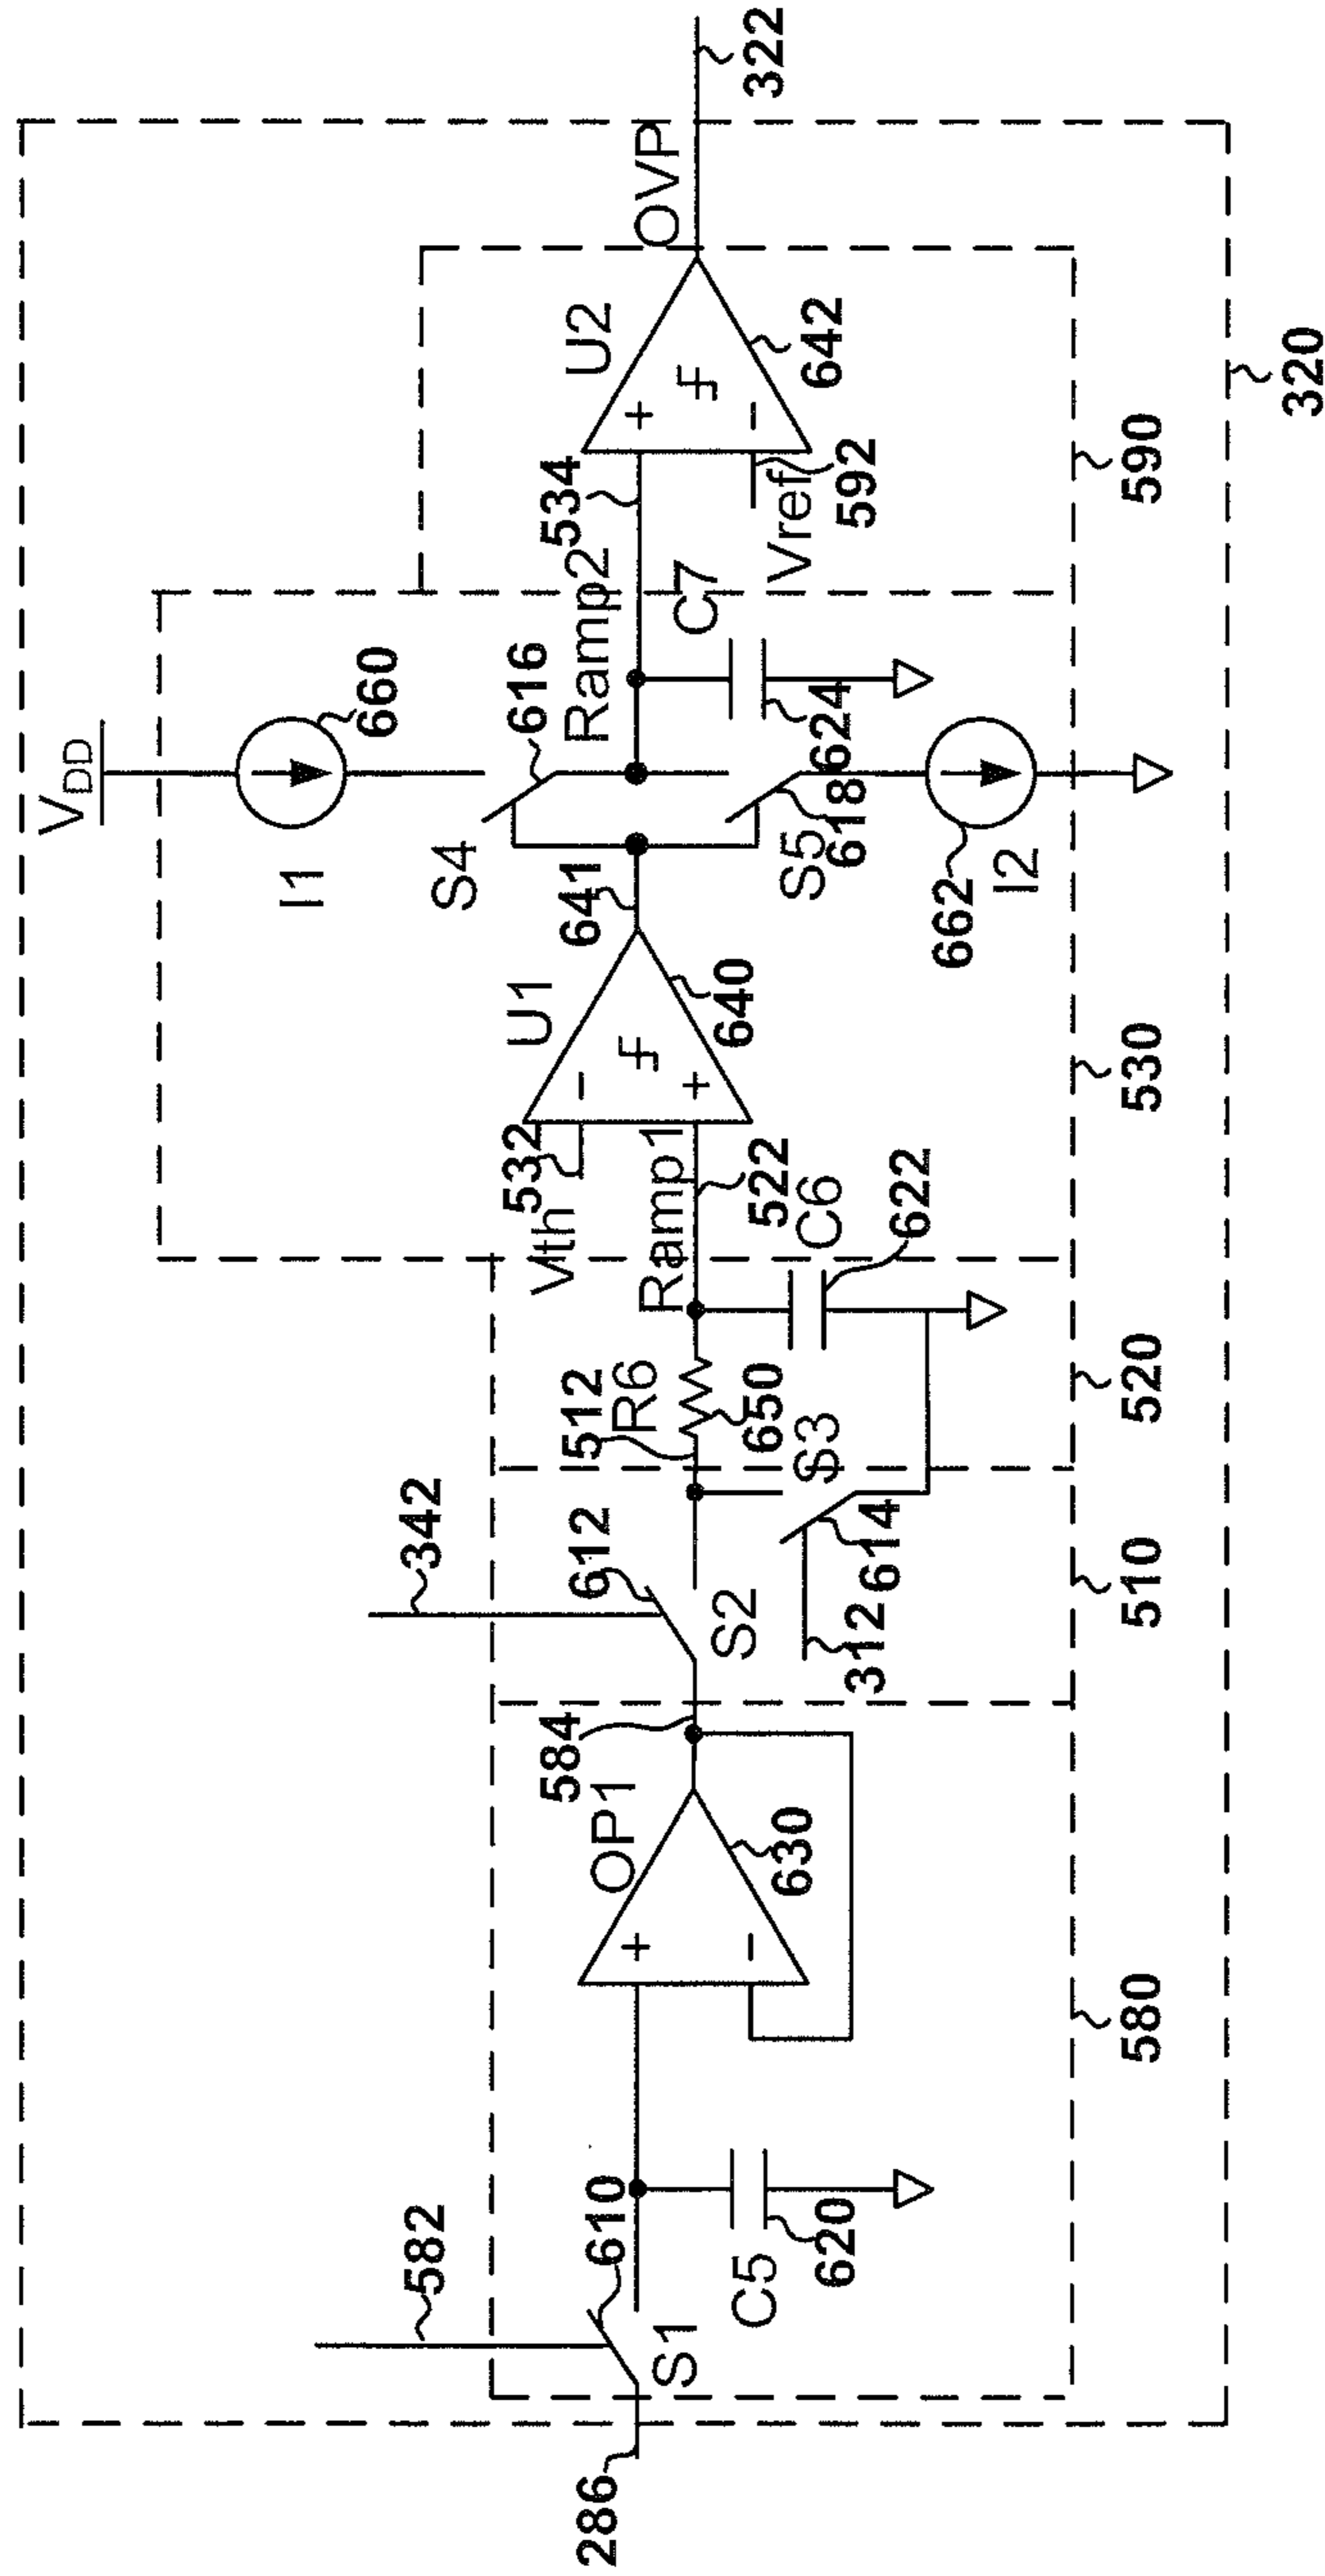 V_DD
660
I1
616
S4
641
U1
532
Vth
Ramp1
522
640
S5
618
662
I2
Ramp2
534
C7
624
U2
Vref
592
642
OVP
322
590
320
530
342
612
512
R6
650
C6
622
S3
614
S2
312
520
510
584
OP1
630
582
610
S1
C5
620
286
580
+
-
+
-
-
+